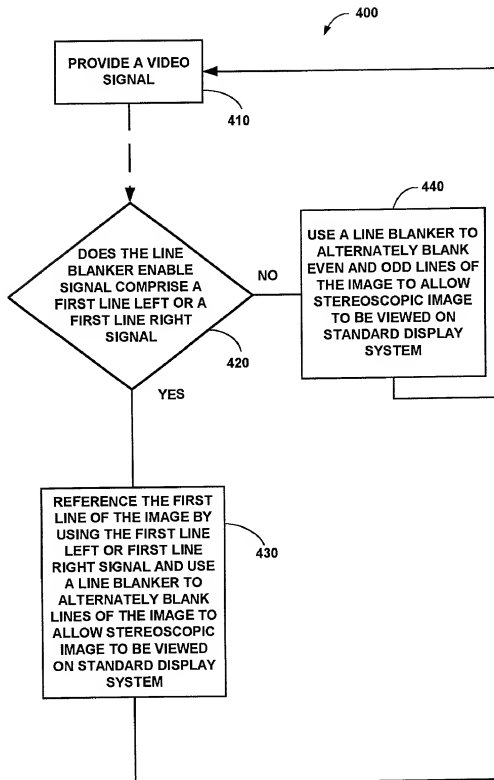 400
PROVIDE A VIDEO
SIGNAL
410
DOES THE LINE
BLANKER ENABLE
SIGNAL COMPRISE A
FIRST LINE LEFT OR A
FIRST LINE RIGHT
SIGNAL
420
NO
440
USE A LINE BLANKER TO
ALTERNATELY BLANK
EVEN AND ODD LINES OF
THE IMAGE TO ALLOW
STEREOSCOPIC IMAGE
TO BE VIEWED ON
STANDARD DISPLAY
SYSTEM
YES
REFERENCE THE FIRST
LINE OF THE IMAGE BY
USING THE FIRST LINE
LEFT OR FIRST LINE
RIGHT SIGNAL AND USE
A LINE BLANKER TO
ALTERNATELY BLANK
LINES OF THE IMAGE TO
ALLOW STEREOSCOPIC
IMAGE TO BE VIEWED
ON STANDARD DISPLAY
SYSTEM
430